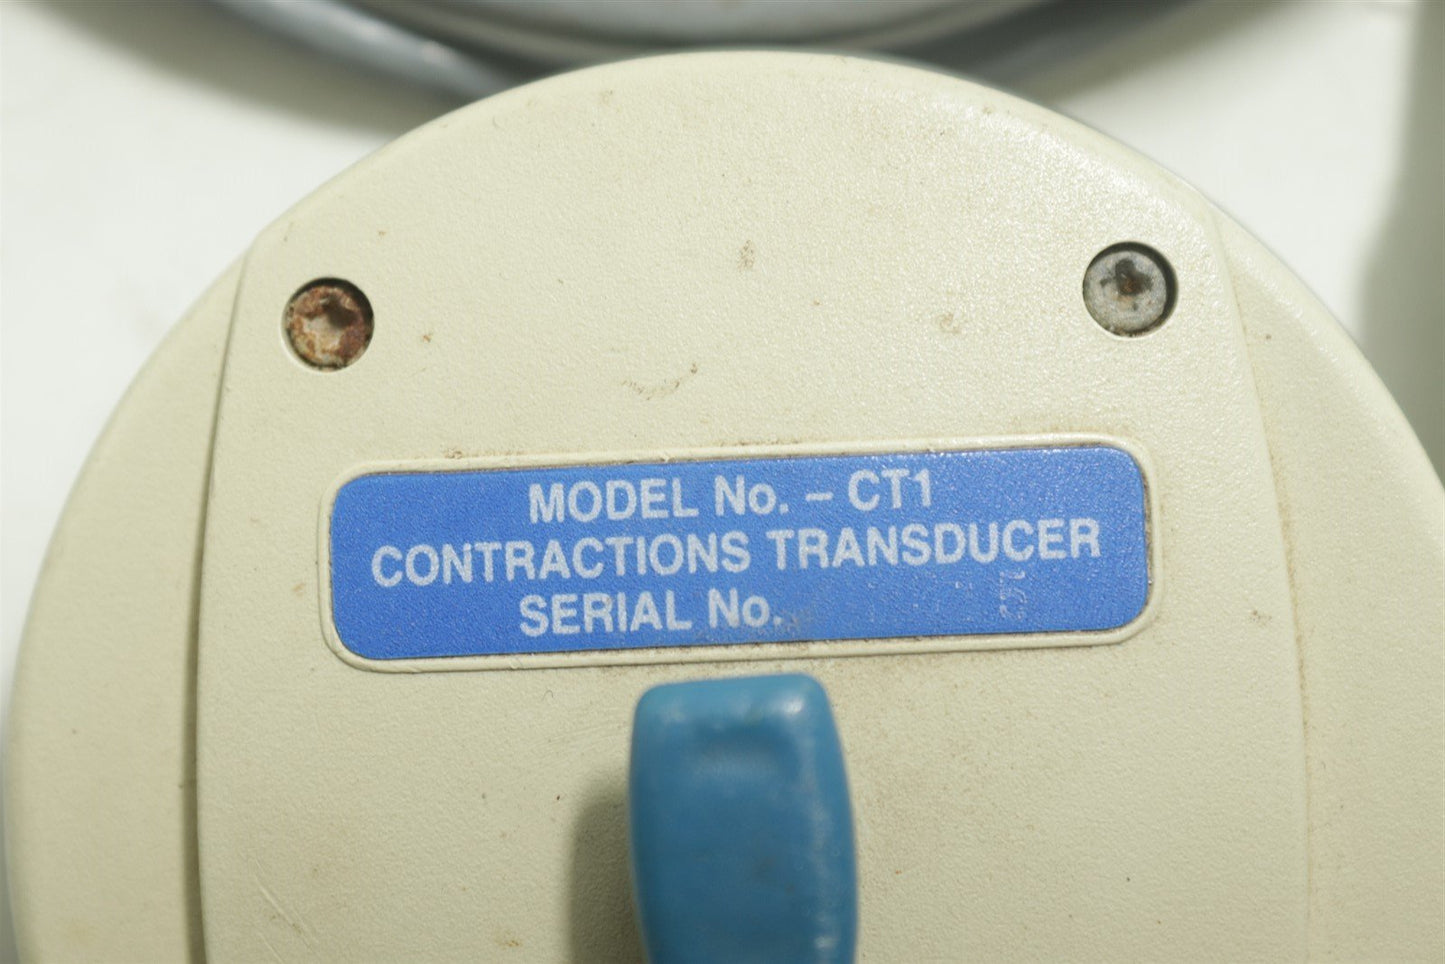 MODEL No. – CT1
CONTRACTIONS TRANSDUCER
SERIAL No.